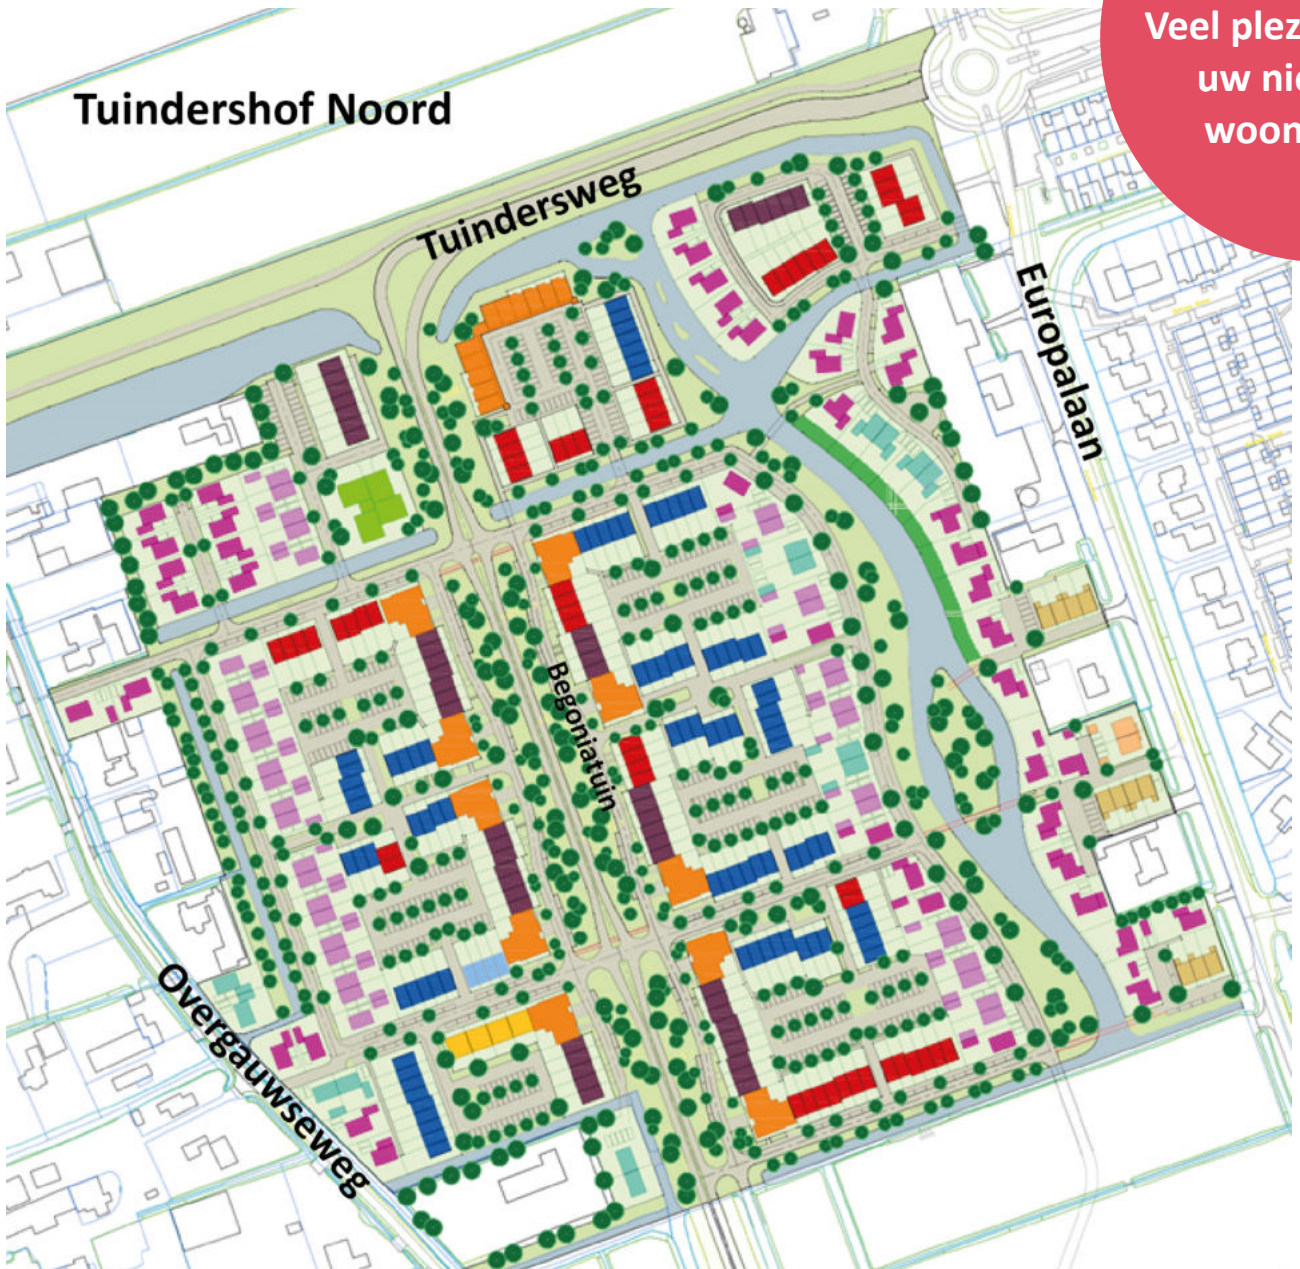 Veel plez
uw nie
woon
Tuindershof Noord
Tuindersweg
Europalaan
Begoniatuin
Overgauwseweg